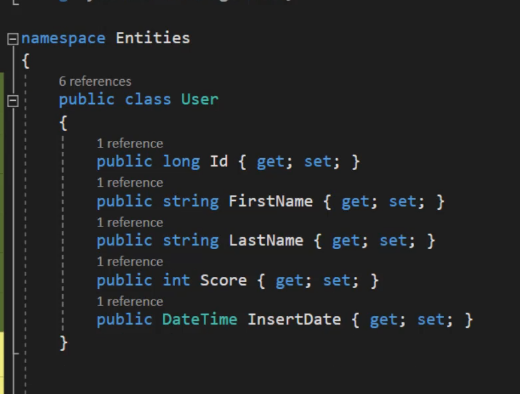 namespace Entities
{
6 references
public class User
{
1 reference
public long Id { get; set; }
1 reference
public string FirstName { get; set; }
1 reference
public string LastName { get; set; }
1 reference
public int Score { get; set; }
1 reference
public DateTime InsertDate { get; set; }
}